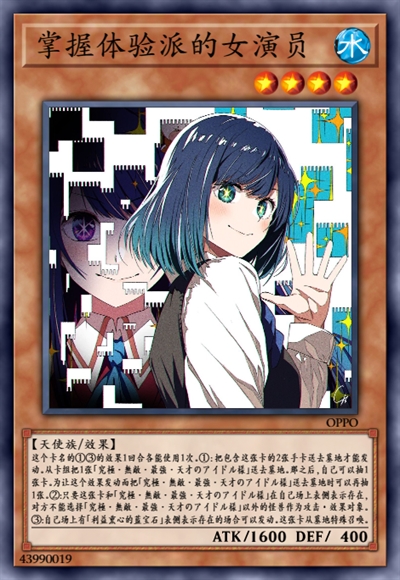 掌握体验派的女演员
水
OPPO
【天使族/效果】
这个卡名的①③的效果1回合各能使用1次。①:把包含这张卡的2张手卡送去墓地才能发
动。从卡组把1张「究極・無敵・最強・天才のアイドル様」送去墓地。那之后,自己可以抽1
张卡。为让这个效果发动而把「究極・無敵・最強・天才のアイドル様」送去墓地时可以再抽
1张。②:只要这张卡和「究極・無敵・最強・天才のアイドル様」在自己场上表侧表示存在,
对方不能选择「究極・無敵・最強・天才のアイドル様」以外的怪兽作为攻击・效果对象。
③:自己场上有「利益重心的蓝宝石」表侧表示存在的场合可以发动。这张卡从墓地特殊召唤。
ATK/1600 DEF/ 400
43990019